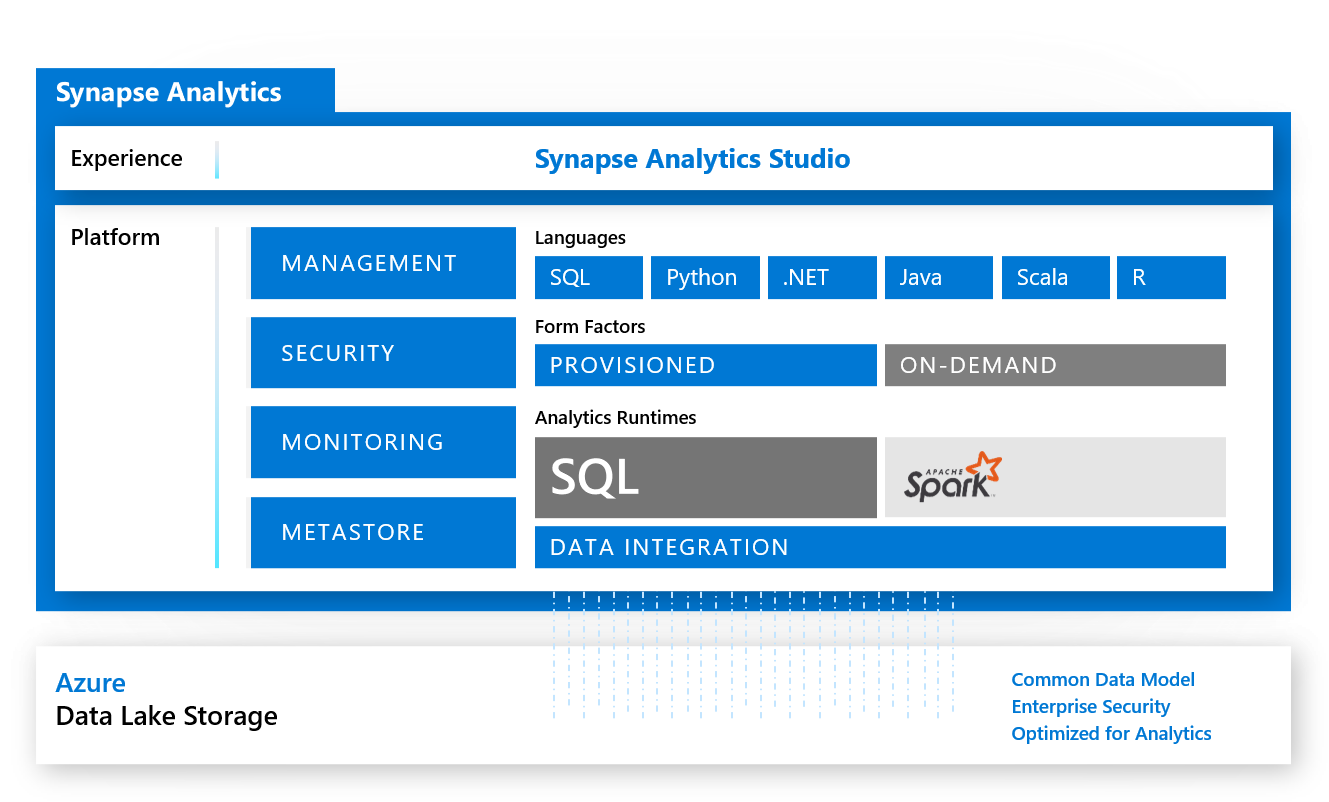 Synapse Analytics
Experience
Synapse Analytics Studio
Platform
MANAGEMENT
SECURITY
MONITORING
METASTORE
Languages
SQL
Python
.NET
Java
Scala
R
Form Factors
PROVISIONED
ON-DEMAND
Analytics Runtimes
SQL
APACHE
Spark
DATA INTEGRATION
Azure
Data Lake Storage
Common Data Model
Enterprise Security
Optimized for Analytics